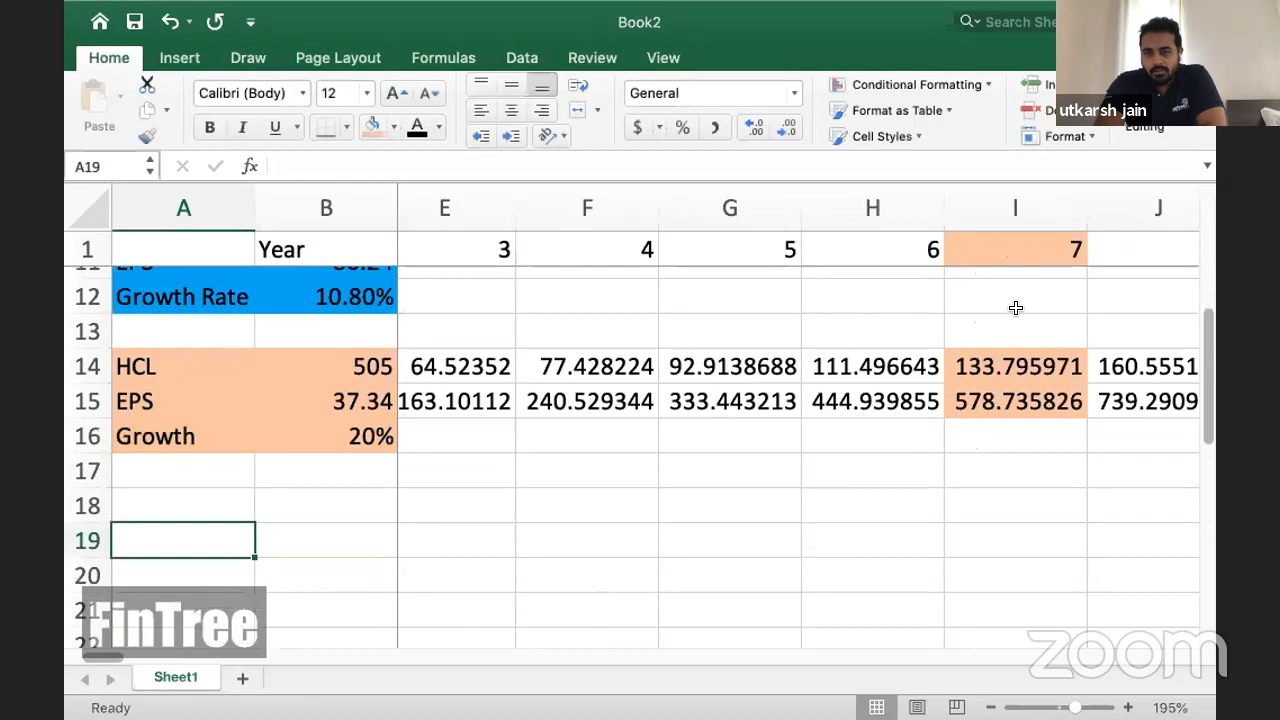 Book2
Search She
Home Insert Draw Page Layout Formulas Data Review View
Paste
Calibri (Body) 12
General
Conditional Formatting
Format as Table
Cell Styles
Format
Editing
utkarsh jain
A19 fx
A B E F G H I J
1 Year 3 4 5 6 7
12 Growth Rate 10.80%
13
14 HCL 505 64.52352 77.428224 92.9138688 111.496643 133.795971 160.5551
15 EPS 37.34 163.10112 240.529344 333.443213 444.939855 578.735826 739.2909
16 Growth 20%
17
18
19
20
21
22
FinTree
zoom
Sheet1
Ready 195%